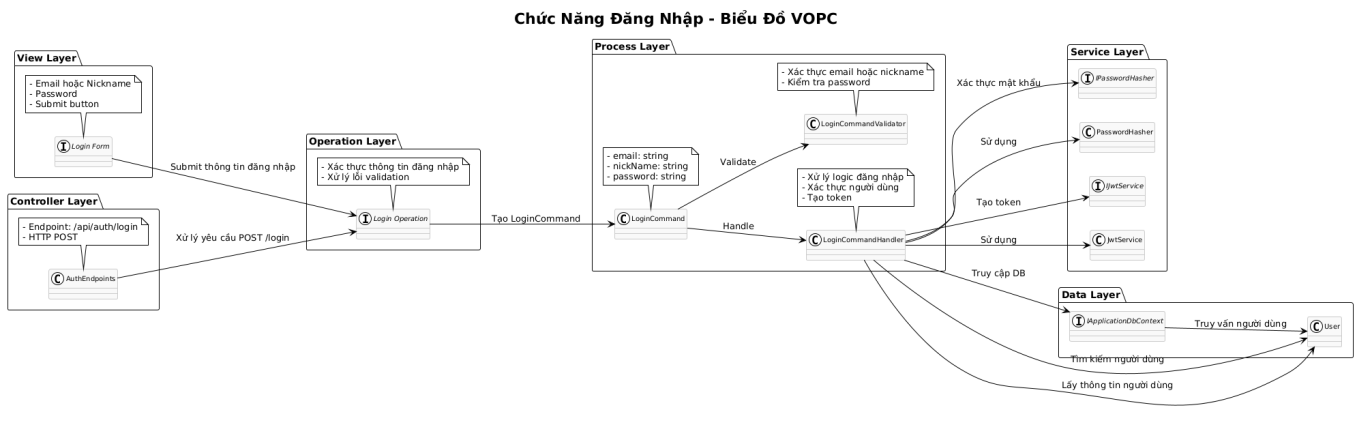 Chức Năng Đăng Nhập - Biểu Đồ VOPC
View Layer
- Email hoặc Nickname
- Password
- Submit button
I Login Form
Controller Layer
- Endpoint: /api/auth/login
- HTTP POST
C AuthEndpoints
Submit thông tin đăng nhập
Xử lý yêu cầu POST /login
Operation Layer
- Xác thực thông tin đăng nhập
- Xử lý lỗi validation
I Login Operation
Tạo LoginCommand
Process Layer
- email: string
- nickName: string
- password: string
C LoginCommand
Validate
Handle
- Xác thực email hoặc nickname
- Kiểm tra password
C LoginCommandValidator
- Xử lý logic đăng nhập
- Xác thực người dùng
- Tạo token
C LoginCommandHandler
Xác thực mật khẩu
Sử dụng
Tạo token
Sử dụng
Truy cập DB
Service Layer
I IPasswordHasher
C PasswordHasher
I IJwtService
C JwtService
Data Layer
I IApplicationDbContext
Truy vấn người dùng
C User
Tìm kiếm người dùng
Lấy thông tin người dùng